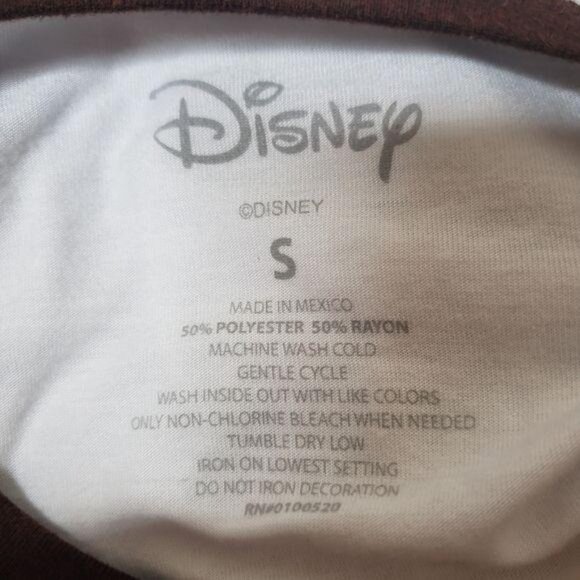 DISNEY
©DISNEY
S
MADE IN MEXICO
50% POLYESTER 50% RAYON
MACHINE WASH COLD
GENTLE CYCLE
WASH INSIDE OUT WITH LIKE COLORS
ONLY NON-CHLORINE BLEACH WHEN NEEDED
TUMBLE DRY LOW
IRON ON LOWEST SETTING
DO NOT IRON DECORATION
RN#0100520